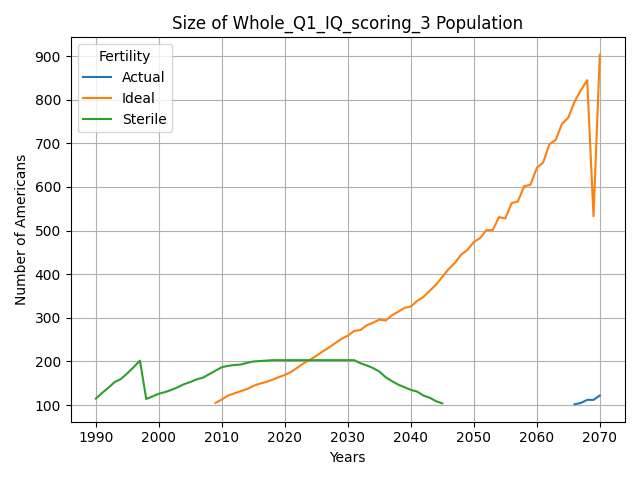 Size of Whole_Q1_IQ_scoring_3 Population
Fertility
Actual
Ideal
Sterile
Number of Americans
900
800
700
600
500
400
300
200
100
1990 2000 2010 2020 2030 2040 2050 2060 2070
Years